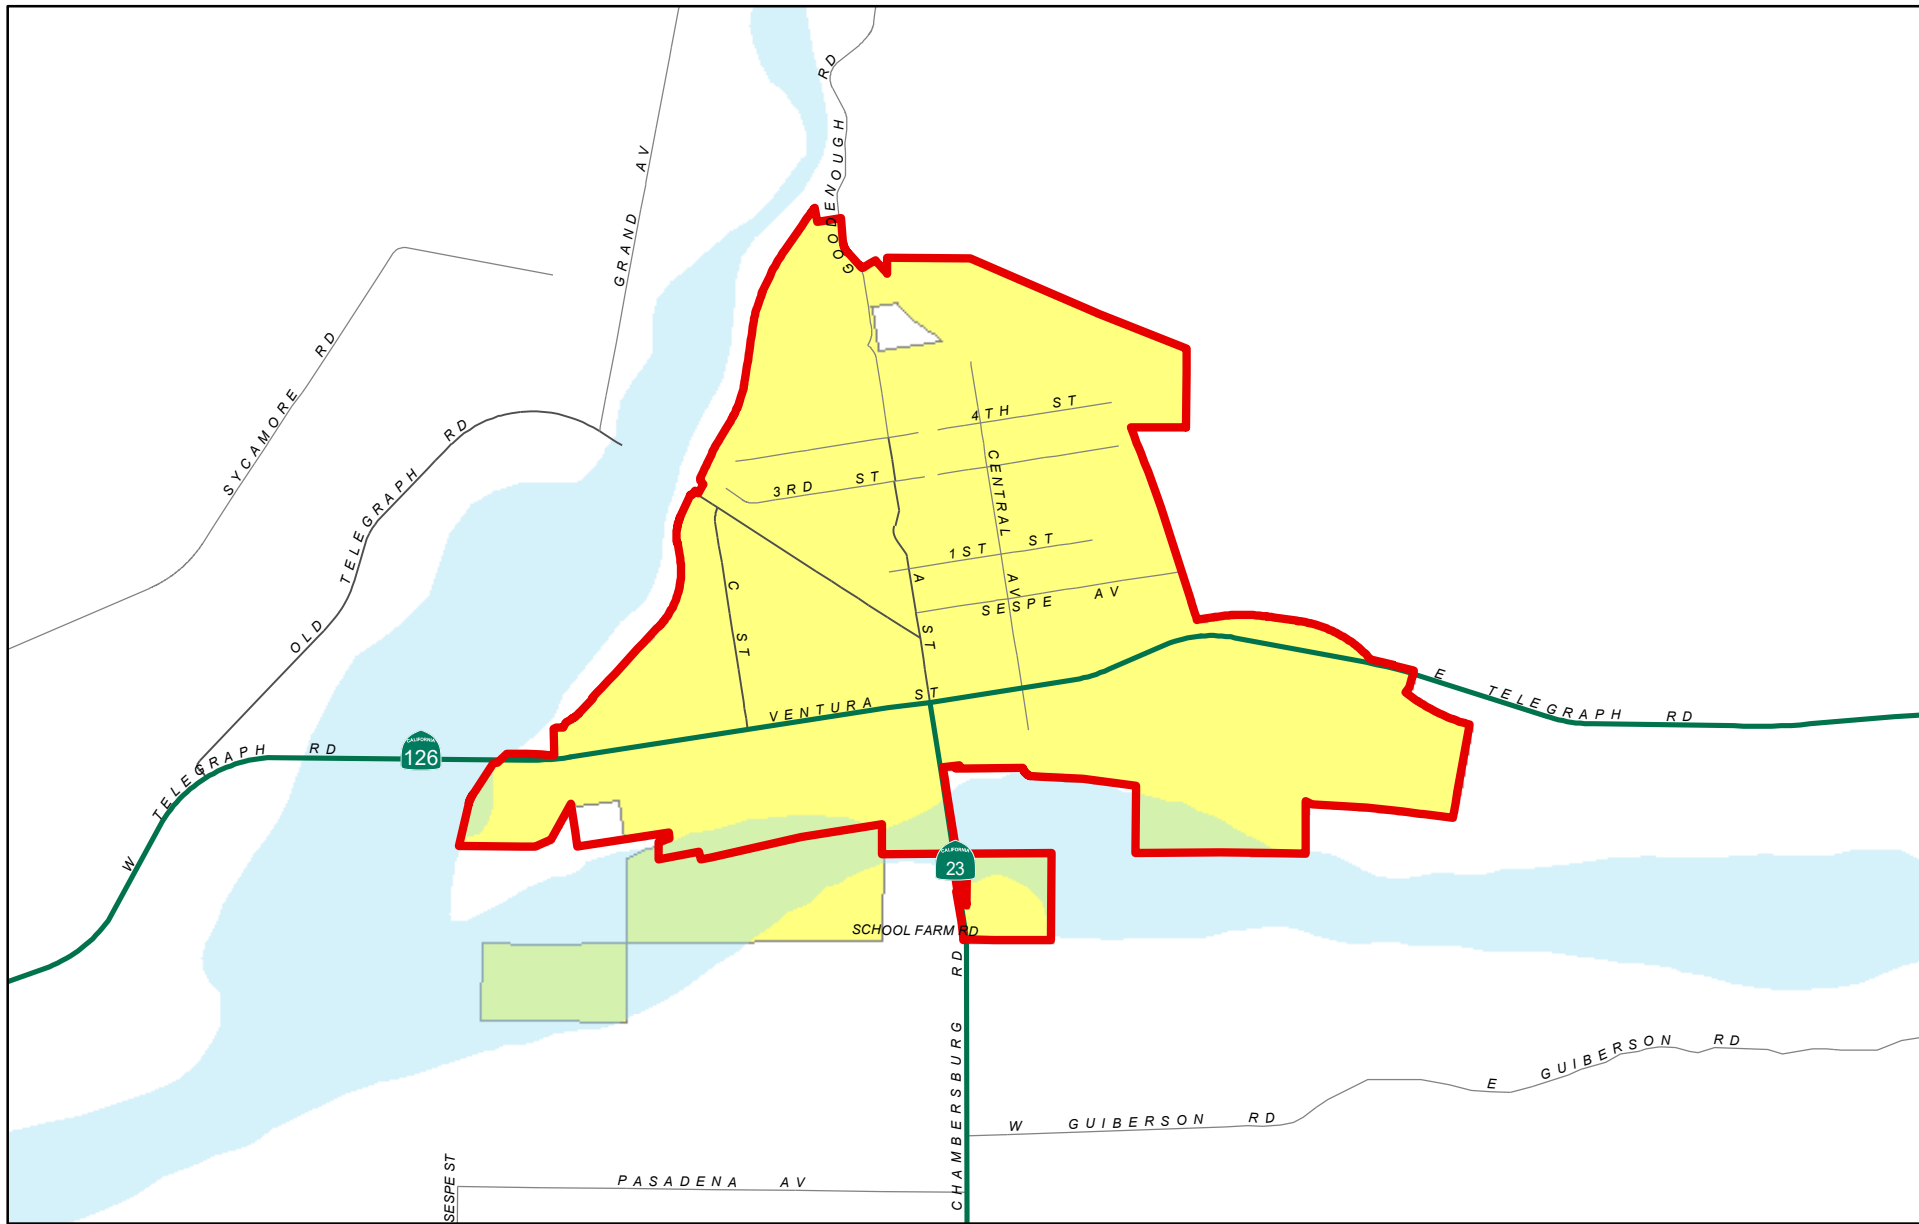 GOODENOUGH RD
GRAND AV
SYCAMORE RD
OLD TELEGRAPH RD
4TH ST
CENTRAL AV
3RD ST
1ST ST
A ST
SESPE AV
C ST
VENTURA ST
E TELEGRAPH RD
W TELEGRAPH RD
CALIFORNIA
126
CALIFORNIA
23
SCHOOL FARM RD
CHAMBERSBURG RD
E GUIBERSON RD
W GUIBERSON RD
PASADENA AV
SESPE ST